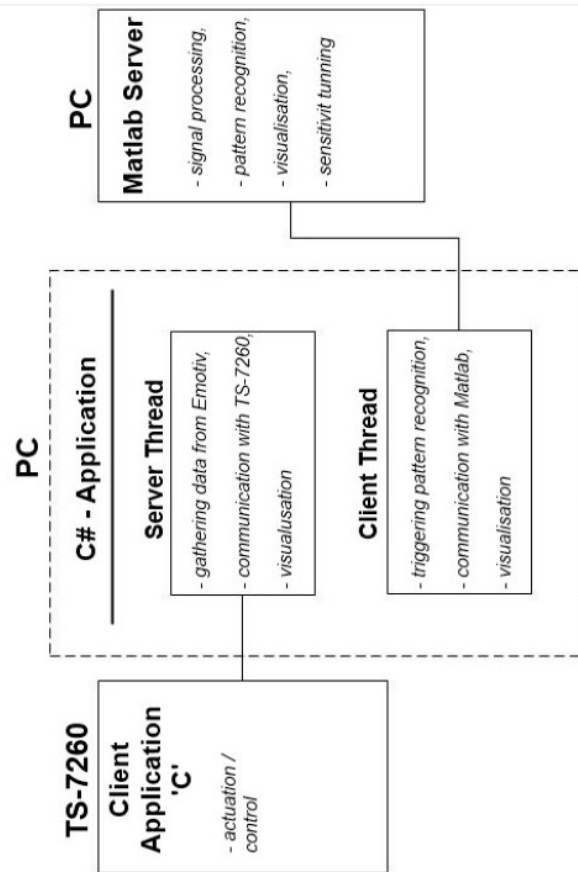 TS-7260
Client
Application
'C'
- actuation /
control
PC
C# - Application
Server Thread
- gathering data from Emotiv,
- communication with TS-7260,
- visualusation
Client Thread
- triggering pattern recognition,
- communication with Matlab,
- visualisation
PC
Matlab Server
- signal processing,
- pattern recognition,
- visualisation,
- sensitivit tunning